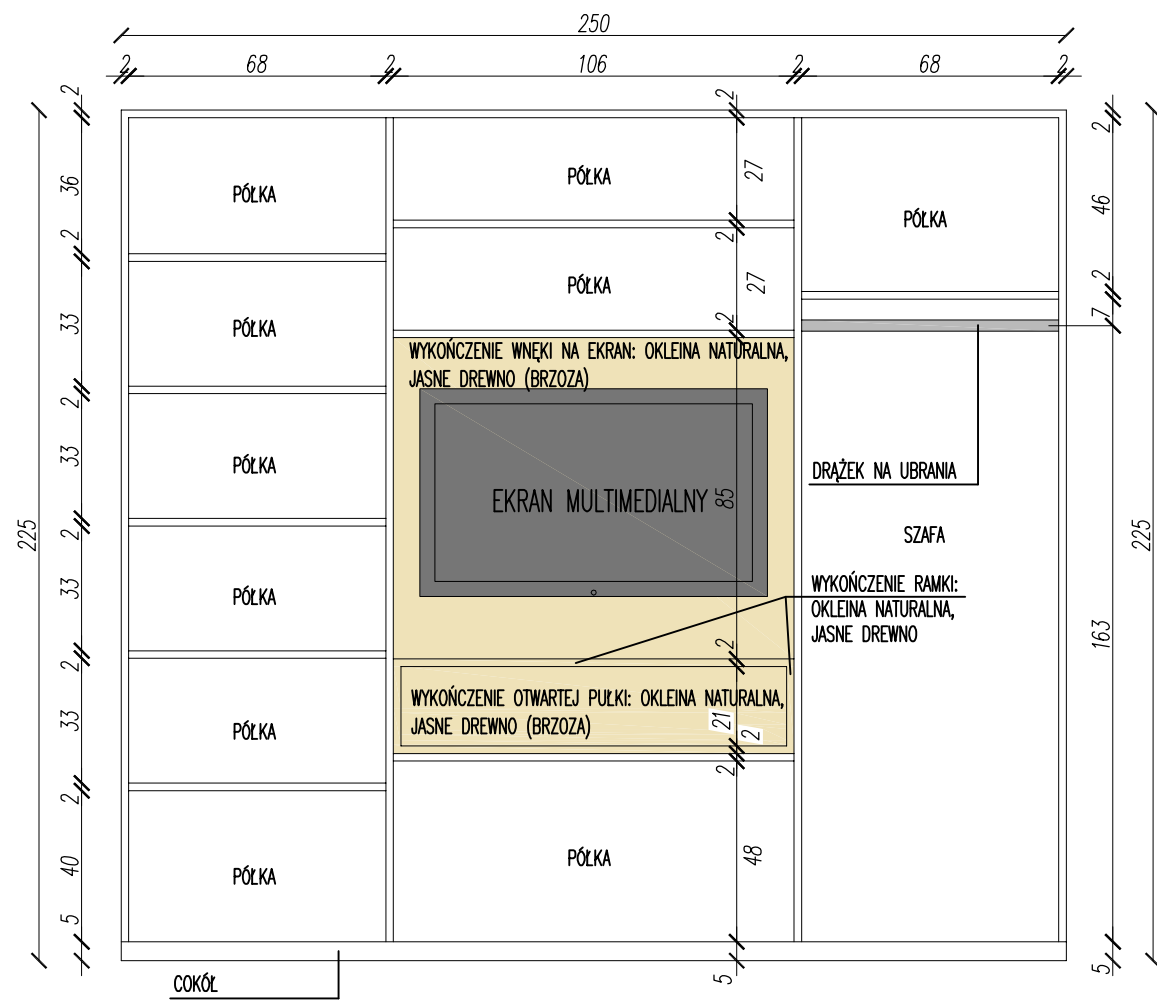 250
2 68 2 106 2 68 2
2
36
2
33
2
33
2
33
2
33
2
40
5
225
PÓŁKA
PÓŁKA
PÓŁKA
PÓŁKA
PÓŁKA
PÓŁKA
COKÓŁ
2
PÓŁKA 27
2
PÓŁKA 27
2
WYKOŃCZENIE WNĘKI NA EKRAN: OKLEINA NATURALNA,
JASNE DREWNO (BRZOZA)
EKRAN MULTIMEDIALNY 85
2
WYKOŃCZENIE OTWARTEJ PUŁKI: OKLEINA NATURALNA,
JASNE DREWNO (BRZOZA)
21
2
2
PÓŁKA 48
5
PÓŁKA
DRĄŻEK NA UBRANIA
SZAFA
WYKOŃCZENIE RAMKI:
OKLEINA NATURALNA,
JASNE DREWNO
2
46
2
7
163
5
225